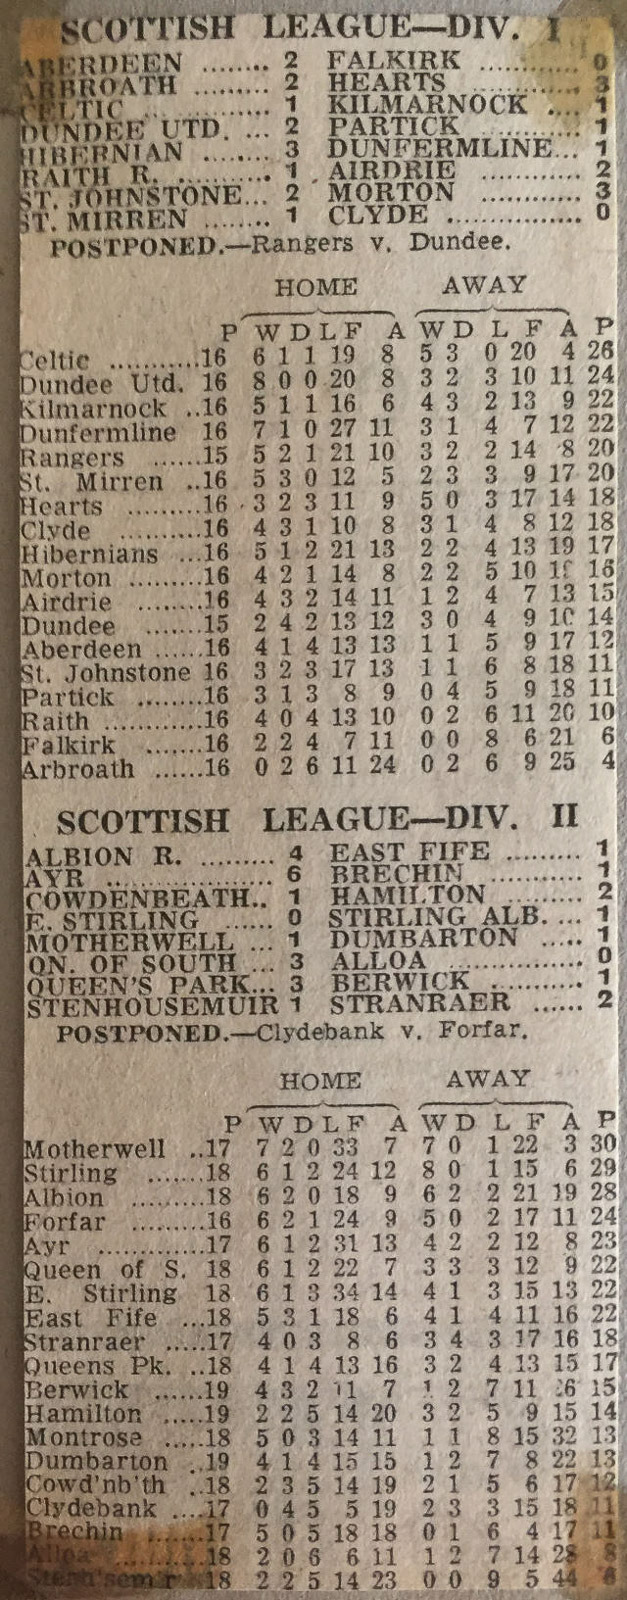 SCOTTISH LEAGUE—DIV. I
ABERDEEN ........ 2 FALKIRK ............ 0
ARBROATH ....... 2 HEARTS .............. 3
CELTIC ............. 1 KILMARNOCK .... 1
DUNDEE UTD. ... 2 PARTICK .......... 1
HIBERNIAN ........ 3 DUNFERMLINE... 1
RAITH R. .......... 1 AIRDRIE ............ 2
ST. JOHNSTONE... 2 MORTON ............ 3
ST. MIRREN ........ 1 CLYDE ............... 0
POSTPONED.—Rangers v. Dundee.
HOME AWAY
P W D L F A W D L F A P
Celtic ...........16 6 1 1 19 8 5 3 0 20 4 26
Dundee Utd. 16 8 0 0 20 8 3 2 3 10 11 24
Kilmarnock ..16 5 1 1 16 6 4 3 2 13 9 22
Dunfermline 16 7 1 0 27 11 3 1 4 7 12 22
Rangers ......15 5 2 1 21 10 3 2 2 14 8 20
St. Mirren ..16 5 3 0 12 5 2 3 3 9 17 20
Hearts .........16 3 2 3 11 9 5 0 3 17 14 18
Clyde ..........16 4 3 1 10 8 3 1 4 8 12 18
Hibernians ...16 5 1 2 21 13 2 2 4 13 19 17
Morton .........16 4 2 1 14 8 2 2 5 10 16
Airdrie .........16 4 3 2 14 11 1 2 4 7 13 15
Dundee .......15 2 4 2 13 12 3 0 4 9 10 14
Aberdeen ......16 4 1 4 13 13 1 1 5 9 17 12
St. Johnstone 16 3 2 3 17 13 1 1 6 8 18 11
Partick .........16 3 1 3 8 9 0 4 5 9 18 11
Raith ...........16 4 0 4 13 10 0 2 6 11 20 10
Falkirk .......16 2 2 4 7 11 0 0 8 6 21 6
Arbroath ......16 0 2 6 11 24 0 2 6 9 25 4
SCOTTISH LEAGUE—DIV. II
ALBION R. ......... 4 EAST FIFE ......... 1
AYR .................. 6 BRECHIN ........... 1
COWDENBEATH.. 1 HAMILTON ......... 2
E. STIRLING ...... 0 STIRLING ALB. ... 1
MOTHERWELL ... 1 DUMBARTON ..... 1
QN. OF SOUTH ... 3 ALLOA .............. 0
QUEEN'S PARK... 3 BERWICK .......... 1
STENHOUSEMUIR 1 STRANRAER ...... 2
POSTPONED.—Clydebank v. Forfar.
HOME AWAY
P W D L F A W D L F A P
Motherwell ..17 7 2 0 33 7 7 0 1 22 3 30
Stirling .......18 6 1 2 24 12 8 0 1 15 6 29
Albion .........18 6 2 0 18 9 6 2 2 21 19 28
Forfar .........16 6 2 1 24 9 5 0 2 17 11 24
Ayr .............17 6 1 2 31 13 4 2 2 12 8 23
Queen of S. 18 6 1 2 22 7 3 3 3 12 9 22
E. Stirling 18 6 1 3 34 14 4 1 3 15 13 22
East Fife ...18 5 3 1 18 6 4 1 4 11 16 22
Stranraer .....17 4 0 3 8 6 3 4 3 17 16 18
Queens Pk. ..18 4 1 4 13 16 3 2 4 13 15 17
Berwick ......19 4 3 2 11 7 1 2 7 11 15
Hamilton .....19 2 2 5 14 20 3 2 5 9 15 14
Montrose .....18 5 0 3 14 11 1 1 8 15 32 13
Dumbarton ..19 4 1 4 15 15 1 2 7 8 22 13
Cowd'nb'th ..18 2 3 5 14 19 2 1 5 6 17 12
Clydebank ....17 0 4 5 5 19 2 3 3 15 18 11
Brechin ......17 5 0 5 18 18 0 1 6 4 17 11
Alloa ...........18 2 0 6 6 11 1 2 7 14 28 8
Stenh'sem'r 18 2 2 5 14 23 0 0 9 5 44